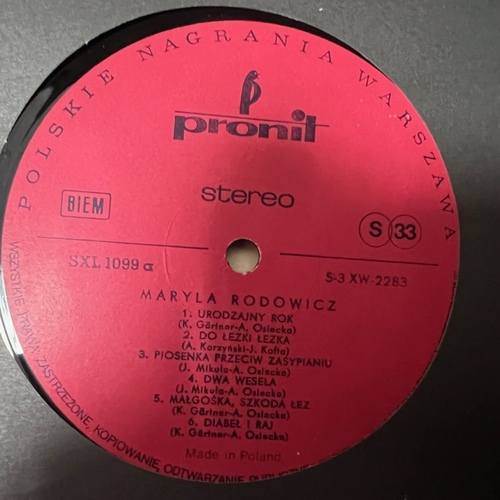 POLSKIE NAGRANIA WARSZAWA
pronit
stereo
BIEM
S 33
SXL 1099 α
S-3 XW-2283
MARYLA RODOWICZ
1. URODZAJNY ROK
(K. Gärtner-A. Osiecka)
2. DO ŁEZKI ŁEZKA
(A. Korzyński-J. Kofta)
3. PIOSENKA PRZECIW ZASYPIANIU
(J. Mikuła-A. Osiecka)
4. DWA WESELA
(J. Mikuła-A. Osiecka)
5. MAŁGOŚKA, SZKODA ŁEZ
(K. Gärtner-A. Osiecka)
6. DIABEŁ I RAJ
(K. Gärtner-A. Osiecka)
Made in Poland
WSZYSTKIE PRAWA ZASTRZEŻONE, KOPIOWANIE, ODTWARZANIE PUBLICZNE